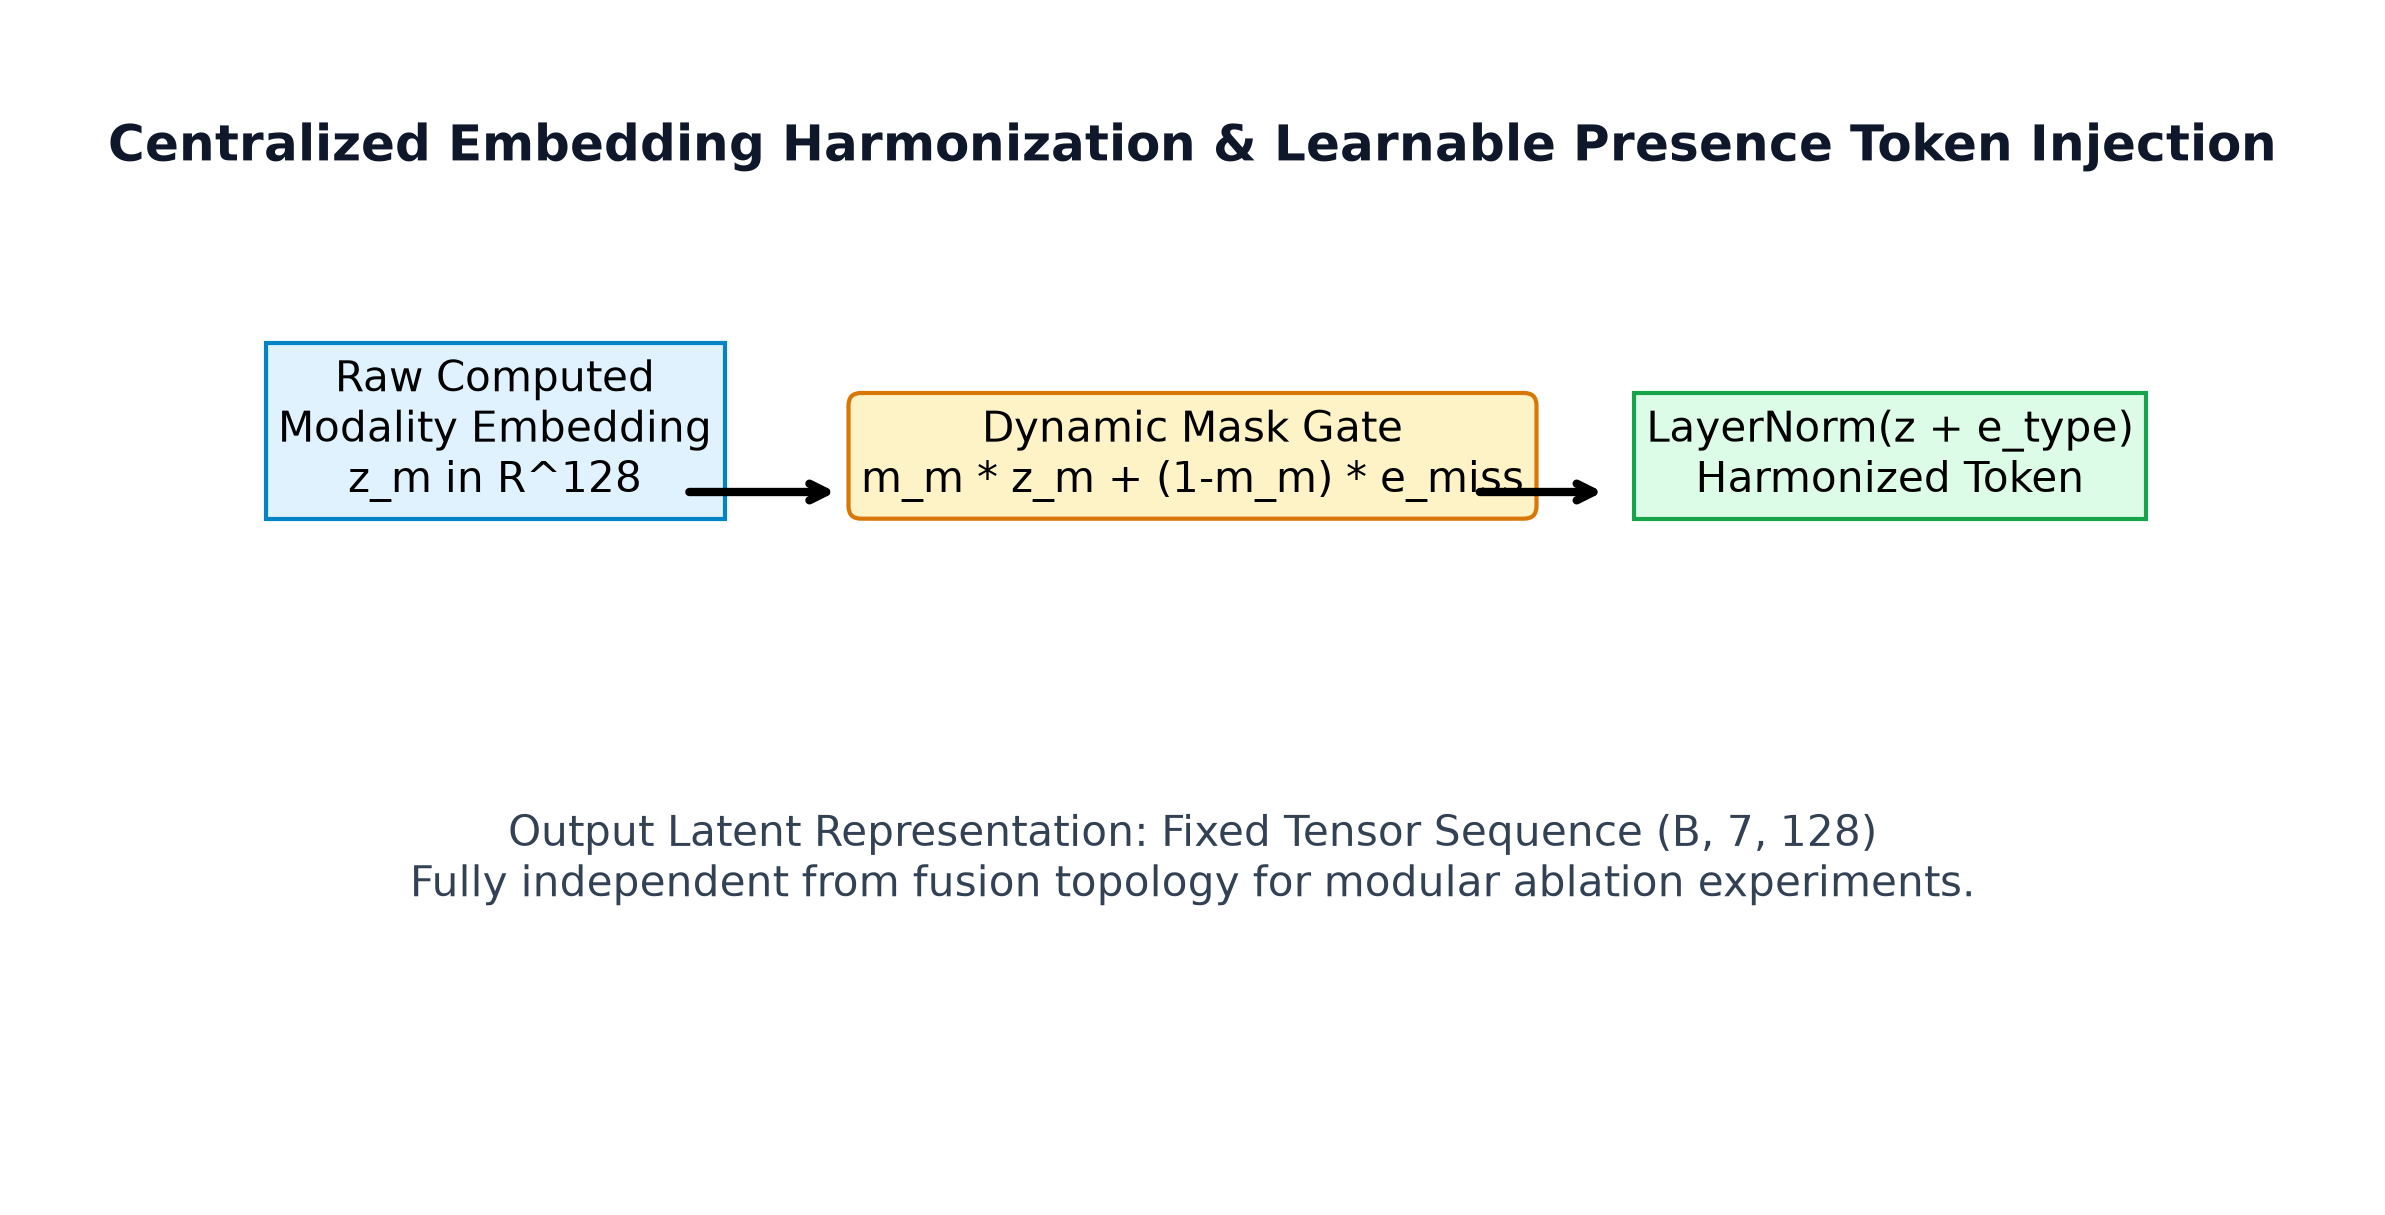 Centralized Embedding Harmonization & Learnable Presence Token Injection
Raw Computed
Modality Embedding
z_m in R^128
Dynamic Mask Gate
m_m * z_m + (1-m_m) * e_miss
LayerNorm(z + e_type)
Harmonized Token
Output Latent Representation: Fixed Tensor Sequence (B, 7, 128)
Fully independent from fusion topology for modular ablation experiments.